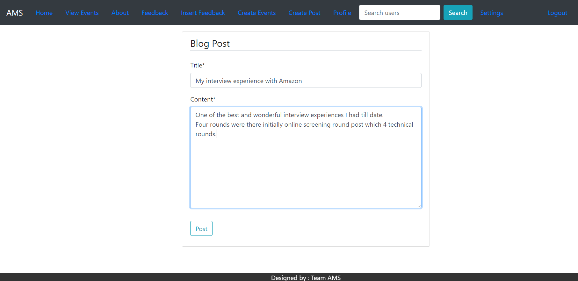 AMS Home View Events About Feedback Insert Feedback Create Events Create Post Profile Search users Search Settings Logout
Blog Post
Title*
My interview experience with Amazon
Content*
One of the best and wonderful interview experiences I had till date.
Four rounds were there initially online screening round post which 4 technical
rounds.
Post
Designed by : Team AMS